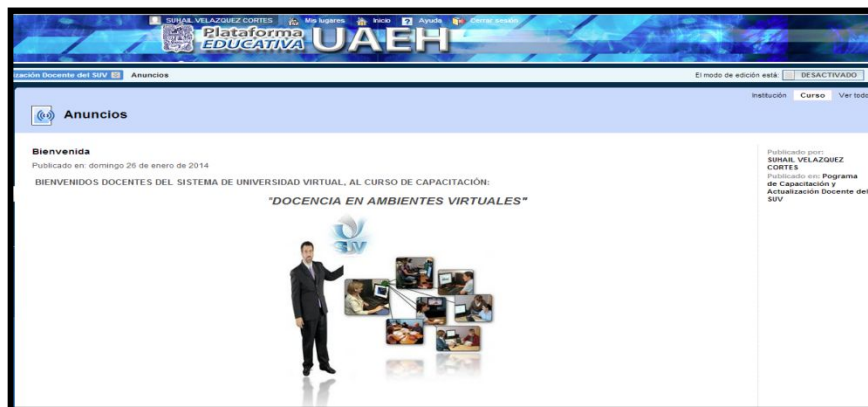 SUHAIL VELAZQUEZ CORTES Mis lugares Inicio Ayuda Cerrar sesión
Plataforma
EDUCATIVA
UAEH
ización Docente del SUV Anuncios El modo de edición está: DESACTIVADO
Institución Curso Ver todo
Anuncios
Bienvenida
Publicado en: domingo 26 de enero de 2014
BIENVENIDOS DOCENTES DEL SISTEMA DE UNIVERSIDAD VIRTUAL, AL CURSO DE CAPACITACIÓN:
"DOCENCIA EN AMBIENTES VIRTUALES"
Publicado por:
SUHAIL VELAZQUEZ
CORTES
Publicado en: Pograma
de Capacitación y
Actualización Docente del
SUV